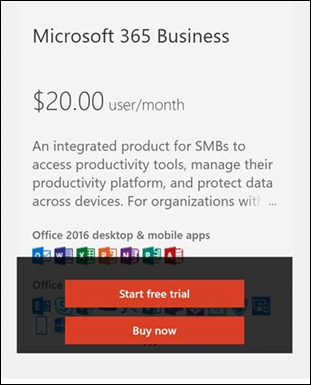 Microsoft 365 Business
$20.00 user/month
An integrated product for SMBs to
access productivity tools, manage their
productivity platform, and protect data
across devices. For organizations with ...
Office 2016 desktop & mobile apps
Office
Start free trial
Buy now